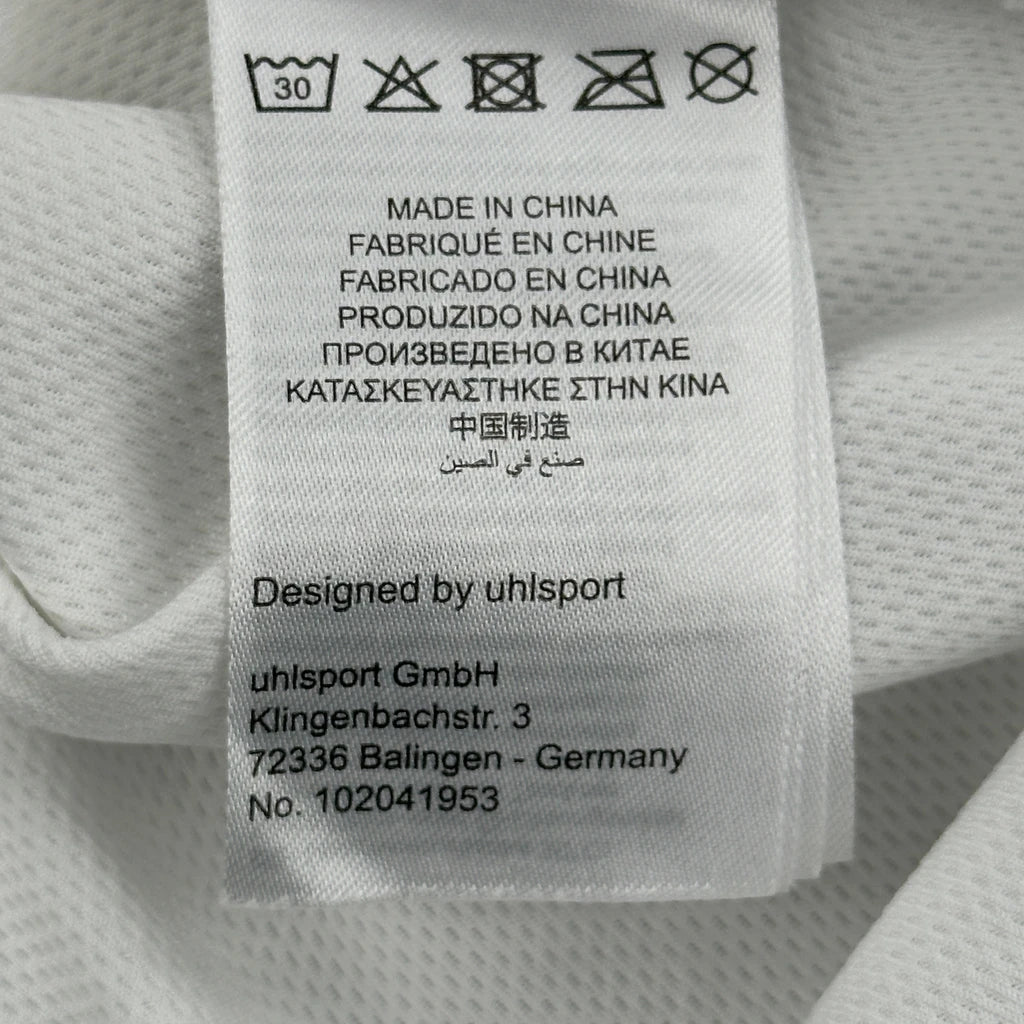 30
MADE IN CHINA
FABRIQUÉ EN CHINE
FABRICADO EN CHINA
PRODUZIDO NA CHINA
ПРОИЗВЕДЕНО В КИТАЕ
ΚΑΤΑΣΚΕΥΑΣΤΗΚΕ ΣΤΗΝ ΚΙΝΑ
中国制造
صنع في الصين
Designed by uhlsport
uhlsport GmbH
Klingenbachstr. 3
72336 Balingen - Germany
No. 102041953